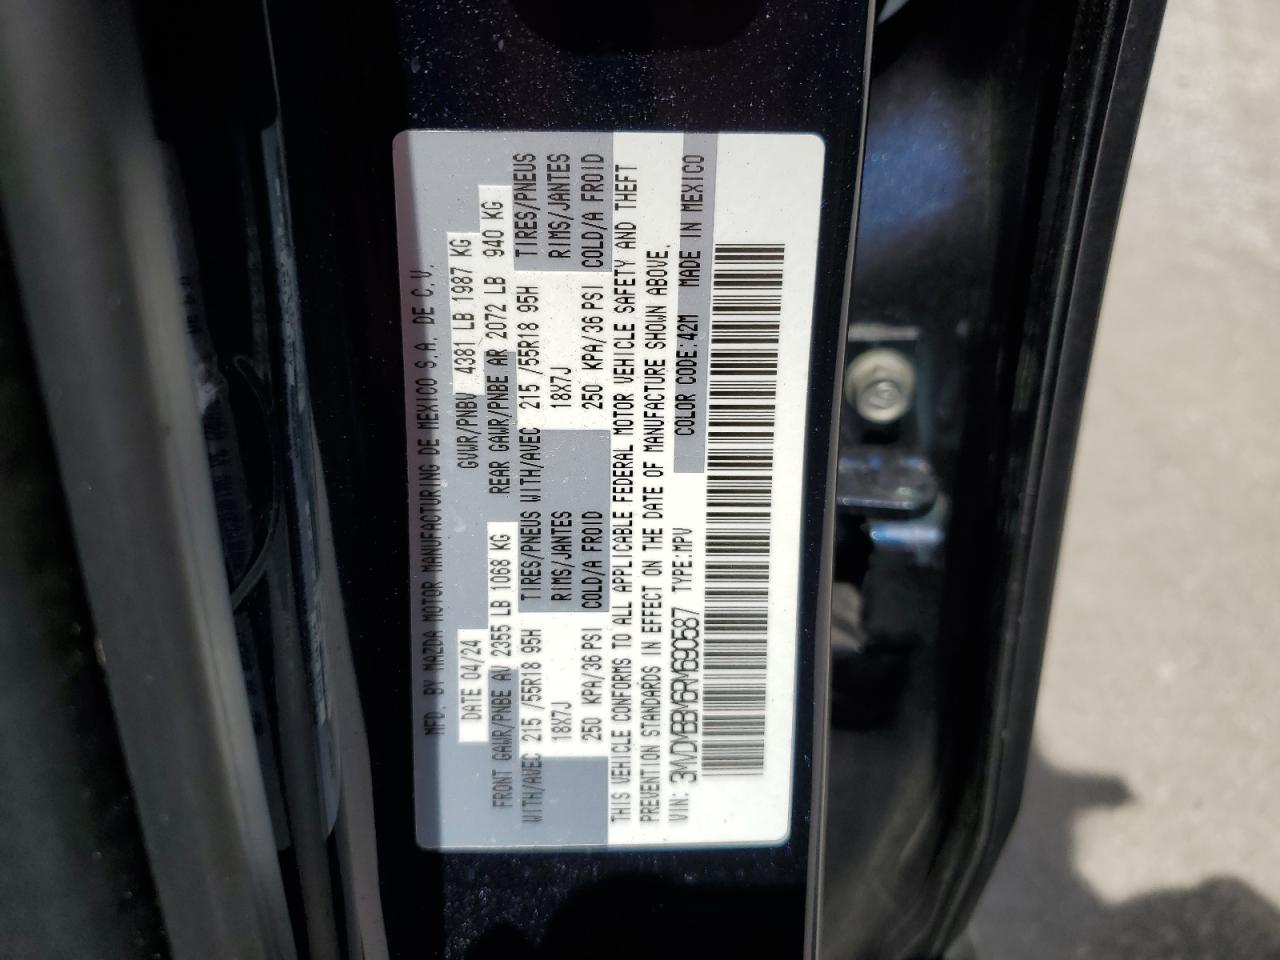 MFD. BY MAZDA MOTOR MANUFACTURING DE MEXICO S.A. DE C.V.
DATE 04/24 GVWR/PNBV 4381 LB 1987 KG
FRONT GAWR/PNBE AV 2355 LB 1068 KG REAR GAWR/PNBE AR 2072 LB 940 KG
WITH/AVEC 215 /55R18 95H TIRES/PNEUS WITH/AVEC 215 /55R18 95H TIRES/PNEUS
18X7J RIMS/JANTES 18X7J RIMS/JANTES
250 KPA/36 PSI COLD/A FROID 250 KPA/36 PSI COLD/A FROID
THIS VEHICLE CONFORMS TO ALL APPLICABLE FEDERAL MOTOR VEHICLE SAFETY AND THEFT
PREVENTION STANDARDS IN EFFECT ON THE DATE OF MANUFACTURE SHOWN ABOVE.
VIN: 3MVDMBBM6RM690587 TYPE:MPV COLOR CODE:42M MADE IN MEXICO